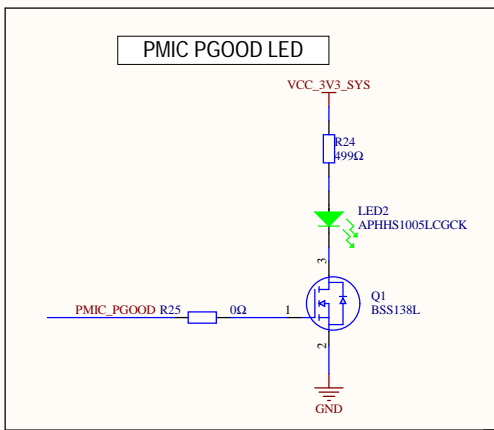 PMIC PGOOD LED
VCC_3V3_SYS
R24
499Ω
LED2
APHHS1005LCGCK
3
Q1
BSS138L
PMIC_PGOOD R25 0Ω 1
2
GND